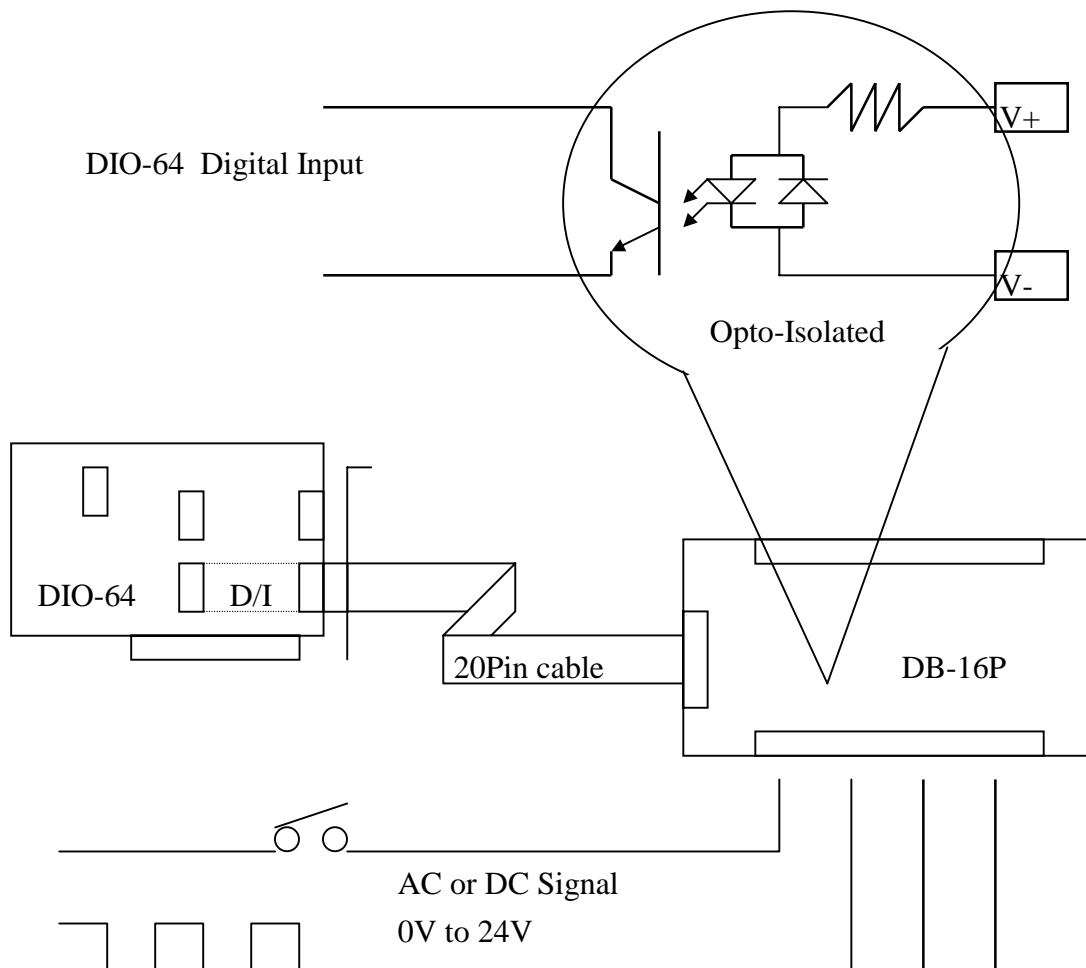 V+
DIO-64  Digital Input
V-
Opto-Isolated
DIO-64
D/I
20Pin cable
DB-16P
AC or DC Signal
0V to 24V